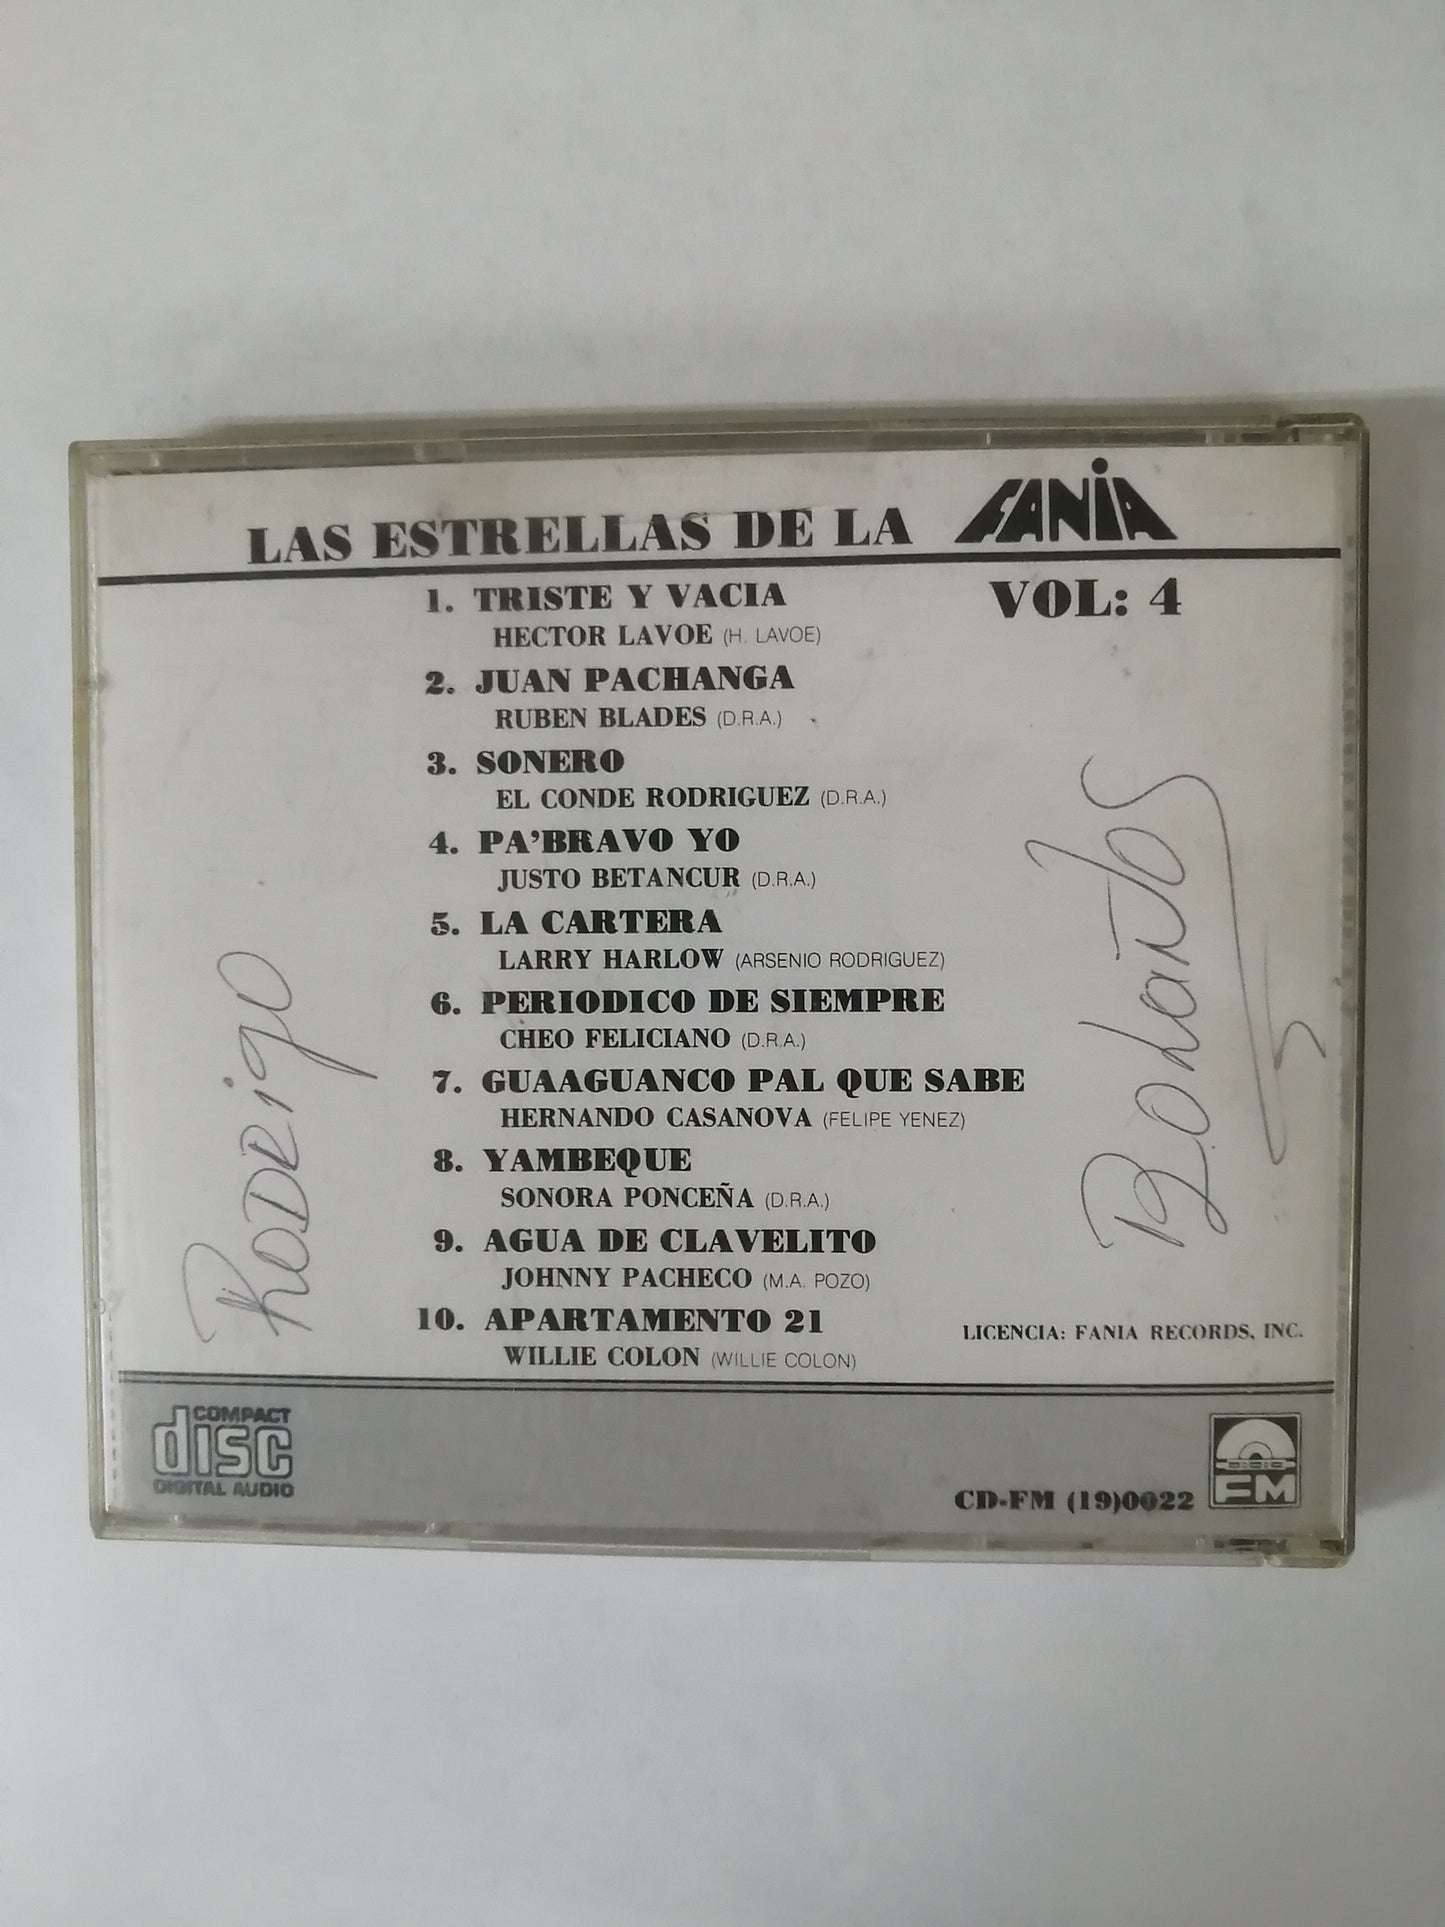 LAS ESTRELLAS DE LA FANIA
VOL: 4
1. TRISTE Y VACIA
HECTOR LAVOE (H. LAVOE)
2. JUAN PACHANGA
RUBEN BLADES (D.R.A.)
3. SONERO
EL CONDE RODRIGUEZ (D.R.A.)
4. PA'BRAVO YO
JUSTO BETANCUR (D.R.A.)
5. LA CARTERA
LARRY HARLOW (ARSENIO RODRIGUEZ)
6. PERIODICO DE SIEMPRE
CHEO FELICIANO (D.R.A.)
7. GUAAGUANCO PAL QUE SABE
HERNANDO CASANOVA (FELIPE YENEZ)
8. YAMBEQUE
SONORA PONCEÑA (D.R.A.)
9. AGUA DE CLAVELITO
JOHNNY PACHECO (M.A. POZO)
10. APARTAMENTO 21
WILLIE COLON (WILLIE COLON)
LICENCIA: FANIA RECORDS, INC.
Rodrigo
Bolaños
COMPACT
disc
DIGITAL AUDIO
CD-FM (19)0022
FM